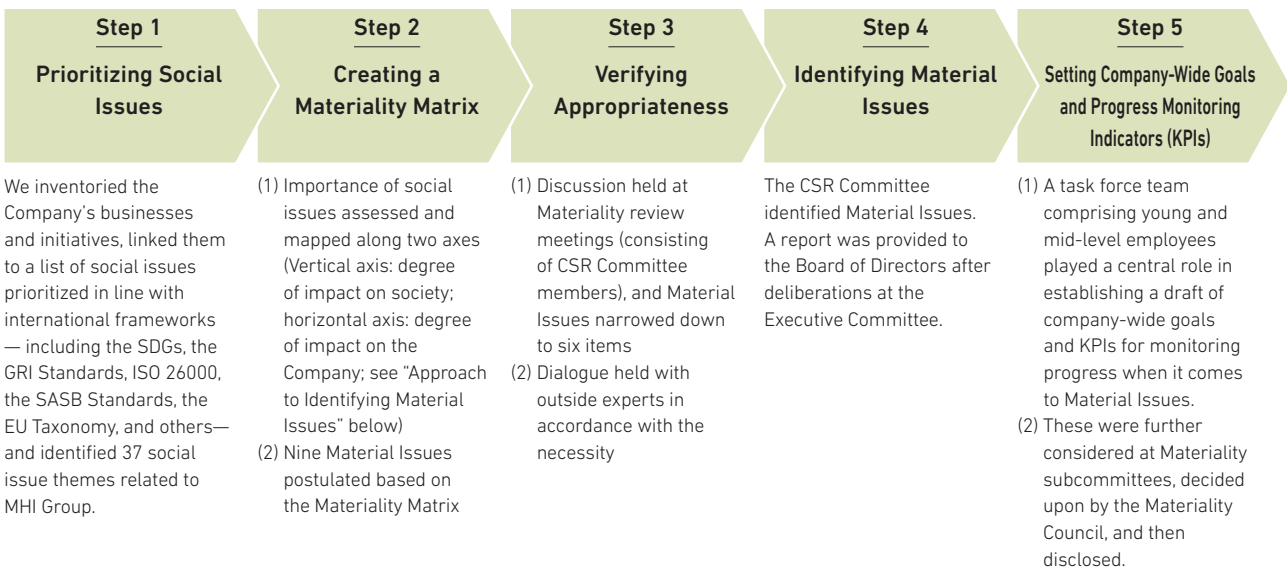 Step 1
Prioritizing Social
Issues
We inventoried the
Company's businesses
and initiatives, linked them
to a list of social issues
prioritized in line with
international frameworks
— including the SDGs, the
GRI Standards, ISO 26000,
the SASB Standards, the
EU Taxonomy, and others—
and identified 37 social
issue themes related to
MHI Group.
Step 2
Creating a
Materiality Matrix
(1) Importance of social
issues assessed and
mapped along two axes
(Vertical axis: degree
of impact on society;
horizontal axis: degree
of impact on the
Company; see “Approach
to Identifying Material
Issues” below)
(2) Nine Material Issues
postulated based on
the Materiality Matrix
Step 3
Verifying
Appropriateness
(1) Discussion held at
Materiality review
meetings (consisting
of CSR Committee
members), and Material
Issues narrowed down
to six items
(2) Dialogue held with
outside experts in
accordance with the
necessity
Step 4
Identifying Material
Issues
The CSR Committee
identified Material Issues.
A report was provided to
the Board of Directors after
deliberations at the
Executive Committee.
Step 5
Setting Company-Wide Goals
and Progress Monitoring
Indicators (KPIs)
(1) A task force team
comprising young and
mid-level employees
played a central role in
establishing a draft of
company-wide goals
and KPIs for monitoring
progress when it comes
to Material Issues.
(2) These were further
considered at Materiality
subcommittees, decided
upon by the Materiality
Council, and then
disclosed.